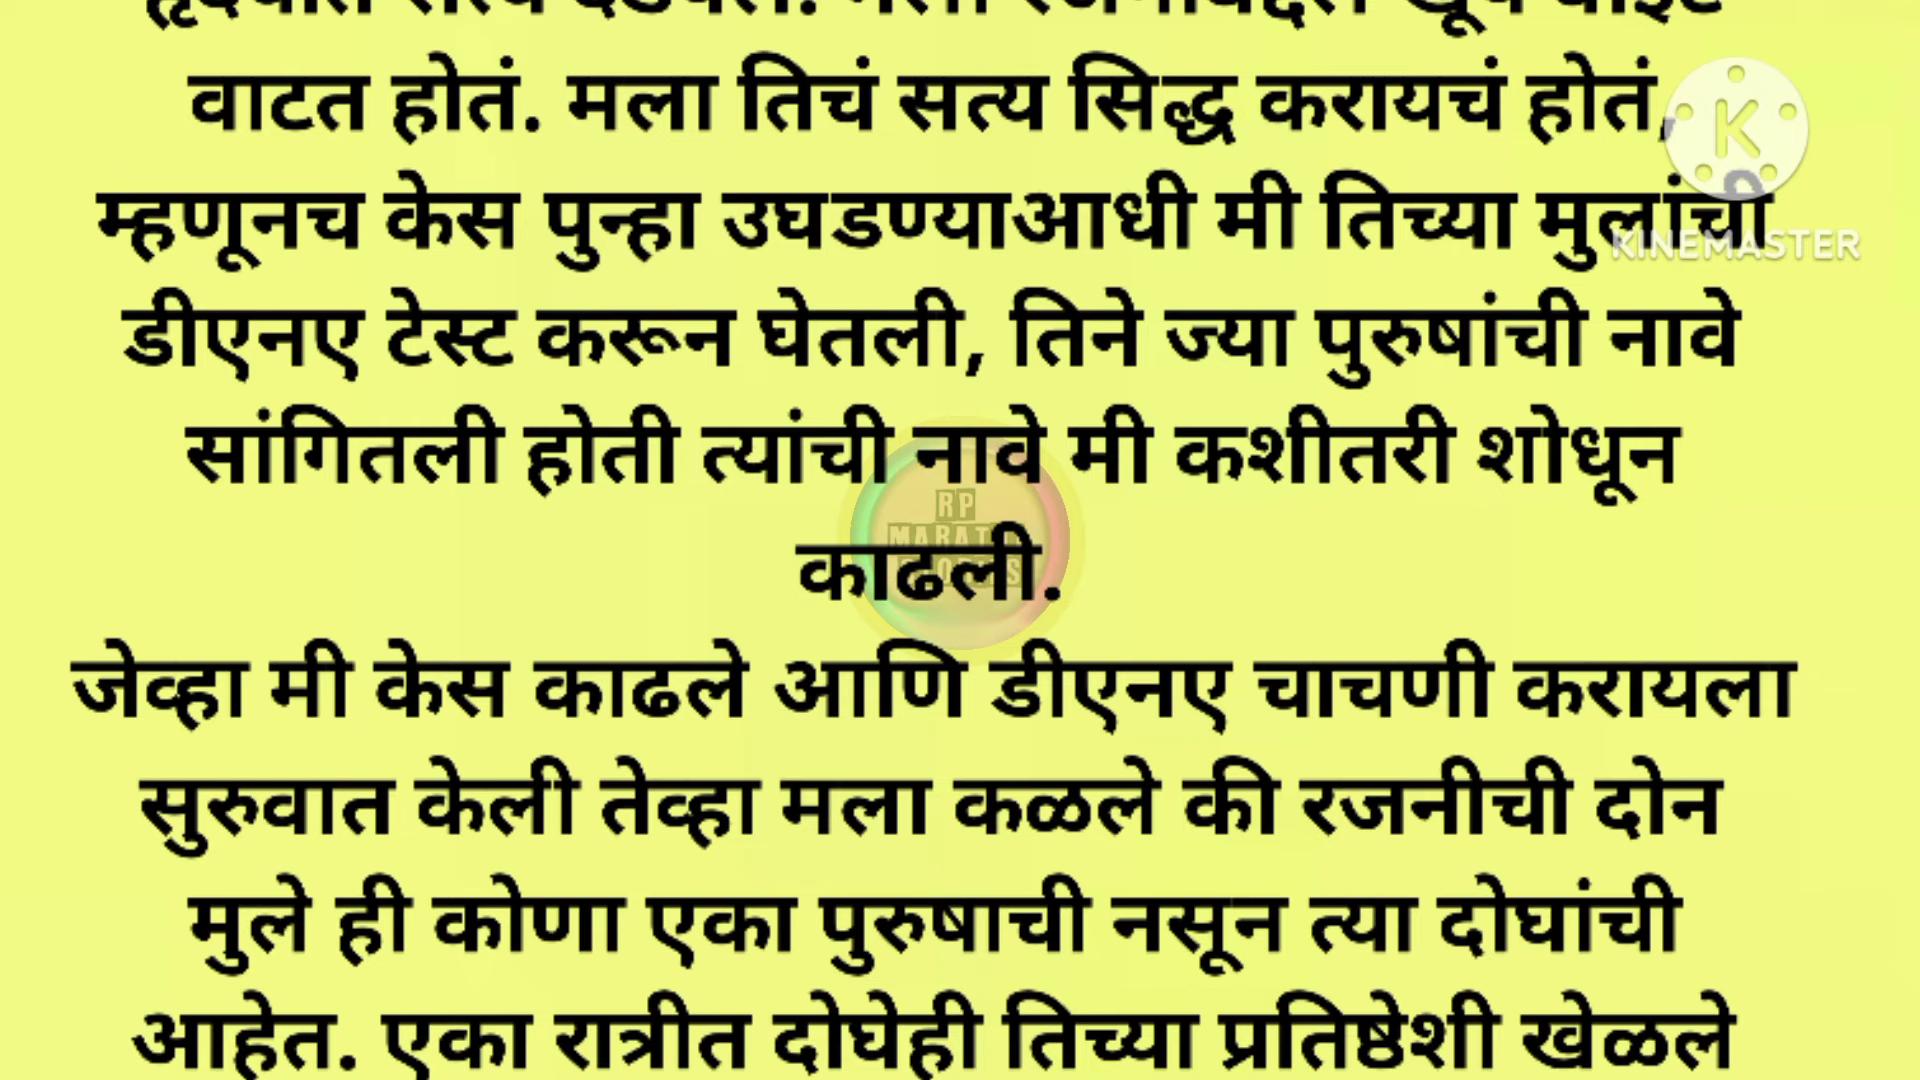 वाटत होतं. मला तिचं सत्य सिद्ध करायचं होतं,
म्हणूनच केस पुन्हा उघडण्याआधी मी तिच्या मुलांची
KINEMASTER
डीएनए टेस्ट करून घेतली, तिने ज्या पुरुषांची नावे
सांगितली होती त्यांची नावे मी कशीतरी शोधून
RP
काढली.
जेव्हा मी केस काढले आणि डीएनए चाचणी करायला
सुरुवात केली तेव्हा मला कळले की रजनीची दोन
मुले ही कोणा एका पुरुषाची नसून त्या दोघांची
आहेत. एका रात्रीत दोघेही तिच्या प्रतिष्ठेशी खेळले